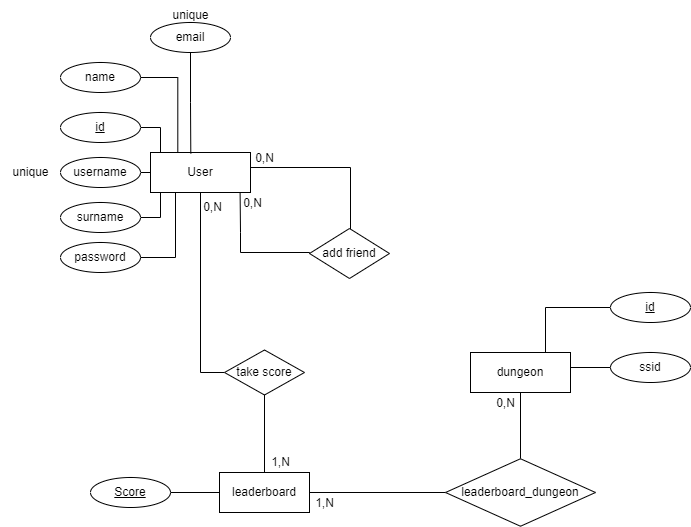 unique
email
name
id
unique
username
User
0,N
surname
0,N
0,N
password
add friend
id
take score
dungeon
ssid
0,N
1,N
Score
leaderboard
1,N
leaderboard_dungeon